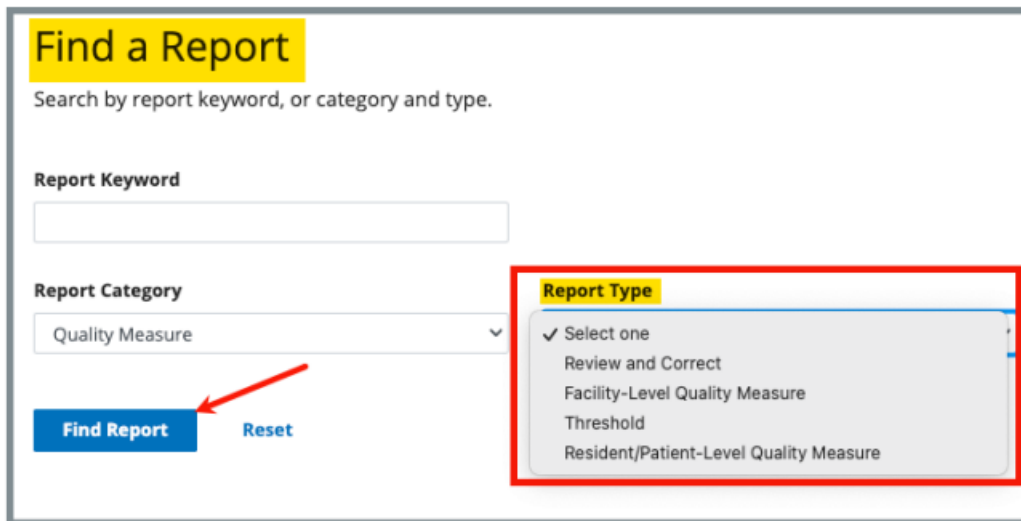 Find a Report
Search by report keyword, or category and type.
Report Keyword
Report Category
Quality Measure
Report Type
✓ Select one
Review and Correct
Facility-Level Quality Measure
Threshold
Resident/Patient-Level Quality Measure
Find Report
Reset